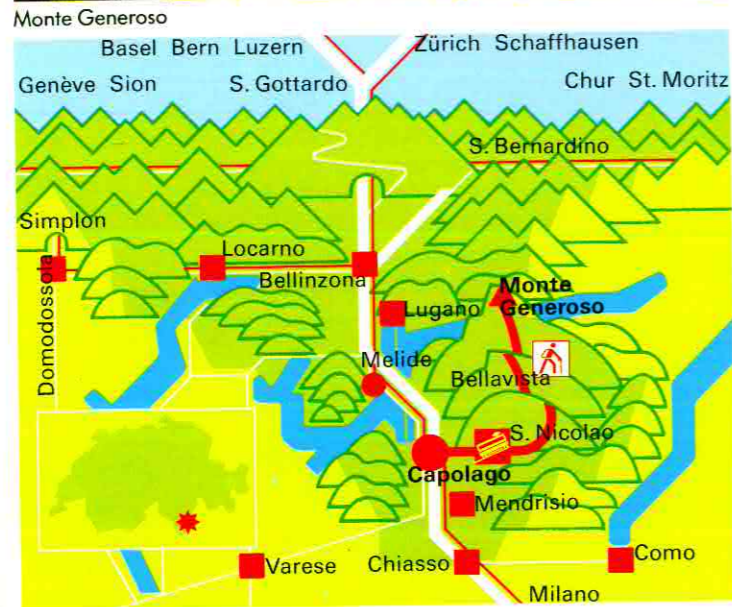 Monte Generoso
Basel Bern Luzern
Zürich Schaffhausen
Genève Sion
S. Gottardo
Chur St. Moritz
S. Bernardino
Simplon
Locarno
Bellinzona
Domodossola
Lugano
Monte
Generoso
Melide
Bellavista
S. Nicolao
Capolago
Mendrisio
Varese
Chiasso
Como
Milano